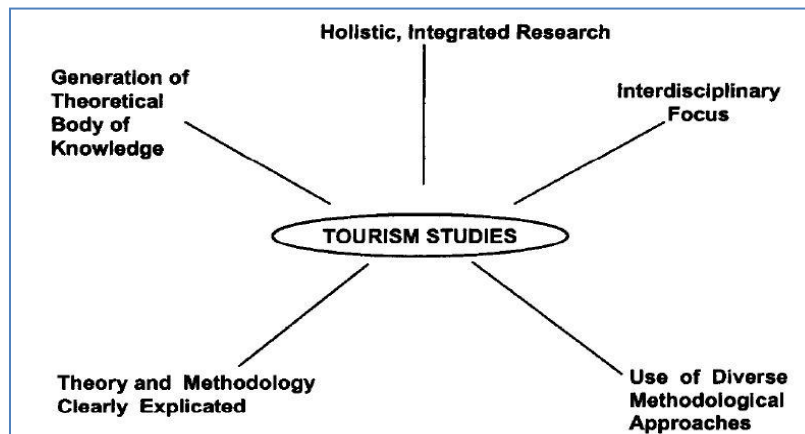 Holistic, Integrated Research
Generation of
Theoretical
Body of
Knowledge
Interdisciplinary
Focus
TOURISM STUDIES
Theory and Methodology
Clearly Explicated
Use of Diverse
Methodological
Approaches